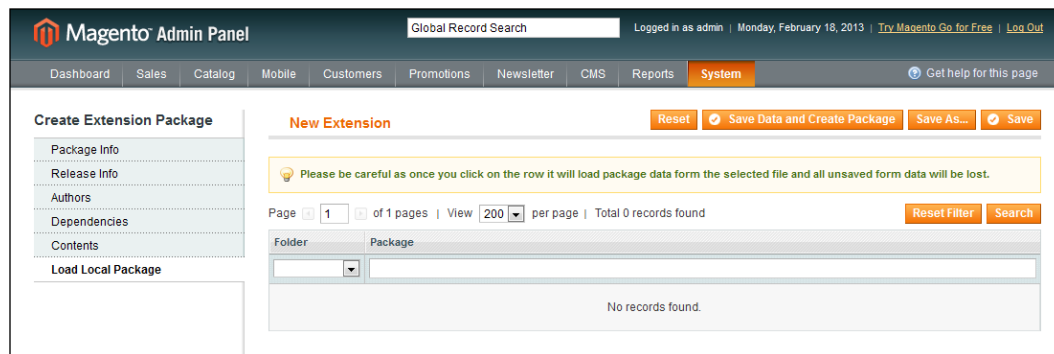 Magento Admin Panel
Global Record Search
Logged in as admin | Monday, February 18, 2013 | Try Magento Go for Free | Log Out
Dashboard Sales Catalog Mobile Customers Promotions Newsletter CMS Reports System Get help for this page
Create Extension Package
Package Info
Release Info
Authors
Dependencies
Contents
Load Local Package
New Extension
Reset Save Data and Create Package Save As... Save
Please be careful as once you click on the row it will load package data form the selected file and all unsaved form data will be lost.
Page 1 of 1 pages | View 200 per page | Total 0 records found
Reset Filter Search
Folder Package
No records found.